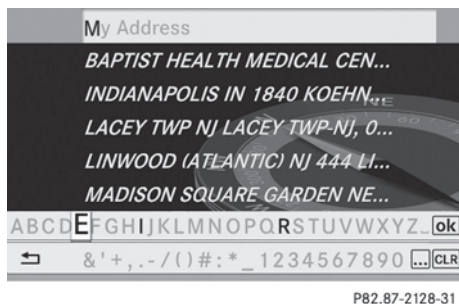 My Address
BAPTIST HEALTH MEDICAL CEN...
INDIANAPOLIS IN 1840 KOEHN...
LACEY TWP NJ LACEY TWP-NJ, 0...
LINWOOD (ATLANTIC) NJ 444 LI...
MADISON SQUARE GARDEN NE...
ABCDEFGHIJKLMNOPQRSTUVWXYZ_ ok
&'+,.-/()#:*_1234567890 ... CLR
P82.87-2128-31